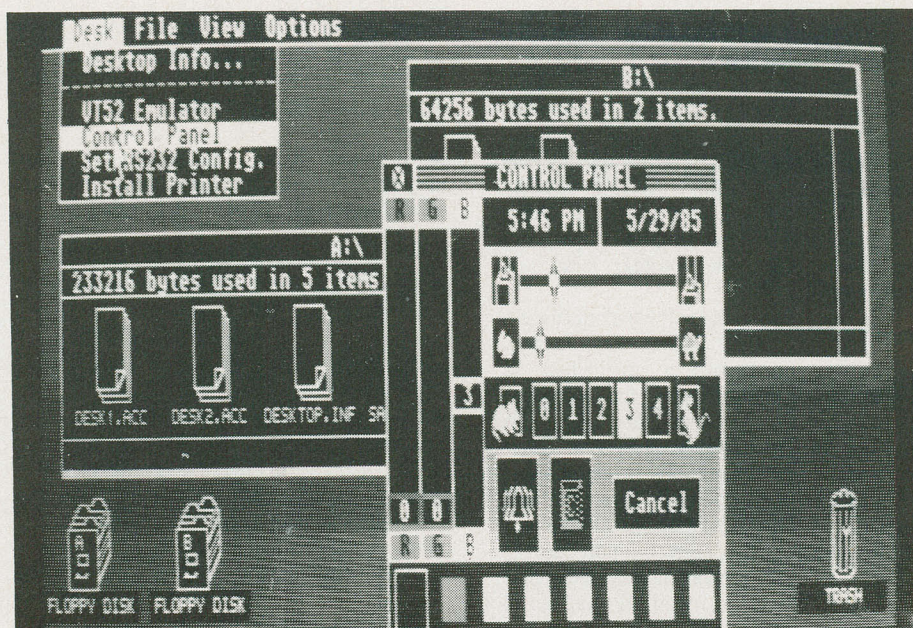 Desk File View Options
Desktop Info...
VT52 Emulator
Control Panel
Set RS232 Config.
Install Printer
B:\
64256 bytes used in 2 items.
CONTROL PANEL
R G B
5:46 PM 5/29/85
A:\
233216 bytes used in 5 items
DESK1.ACC DESK2.ACC DESKTOP.INF SA
3
0 1 2 3 4
0 0
Cancel
R G B
A
B
FLOPPY DISK FLOPPY DISK
TRASH